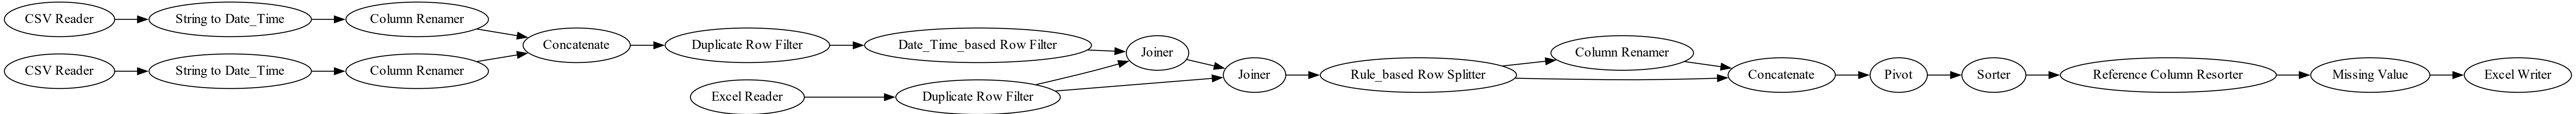 CSV Reader
String to Date_Time
Column Renamer
CSV Reader
String to Date_Time
Column Renamer
Concatenate
Duplicate Row Filter
Date_Time_based Row Filter
Excel Reader
Duplicate Row Filter
Joiner
Joiner
Rule_based Row Splitter
Column Renamer
Concatenate
Pivot
Sorter
Reference Column Resorter
Missing Value
Excel Writer